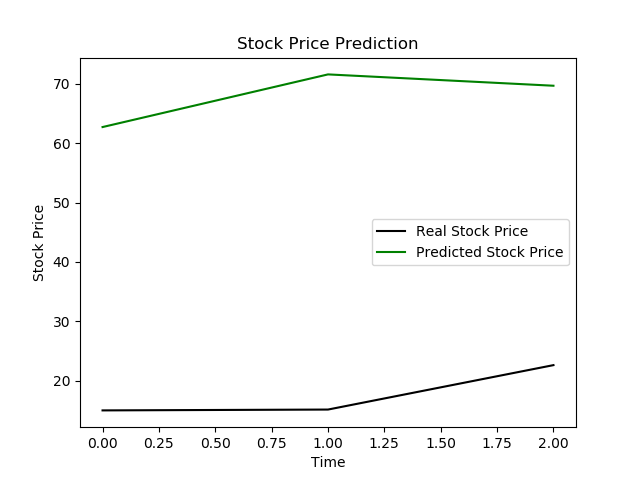 Stock Price Prediction
70
60
50
40
30
20
Stock Price
Real Stock Price
Predicted Stock Price
0.00 0.25 0.50 0.75 1.00 1.25 1.50 1.75 2.00
Time